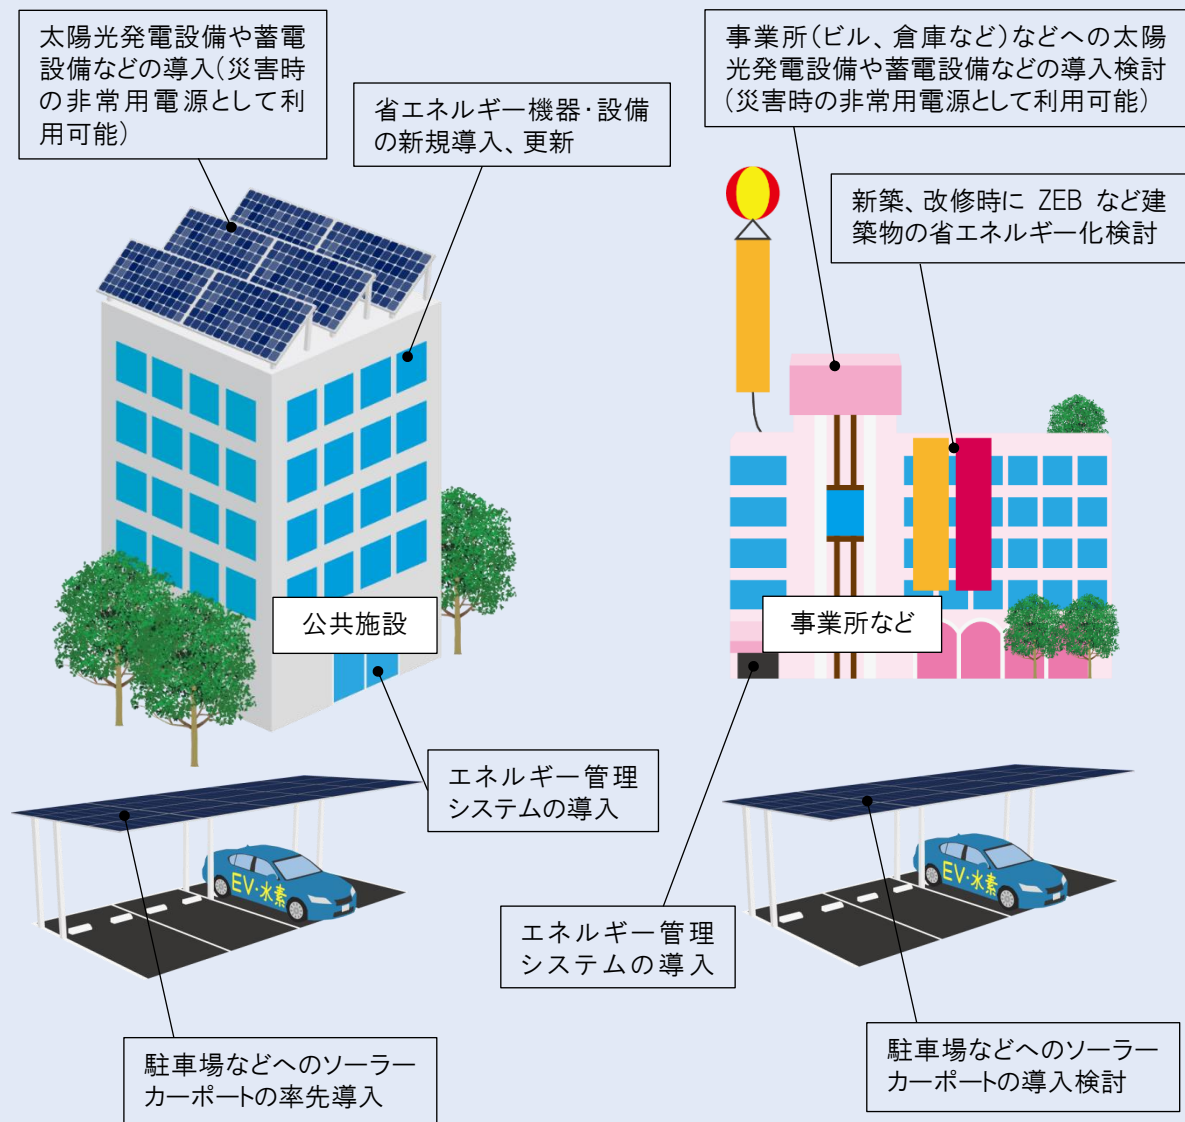 太陽光発電設備や蓄電
設備などの導入(災害時
の非常用電源として利
用可能)
省エネルギー機器・設備
の新規導入、更新
公共施設
エネルギー管理
システムの導入
EV・水素
駐車場などへのソーラー
カーポートの率先導入
事業所(ビル、倉庫など)などへの太陽
光発電設備や蓄電設備などの導入検討
(災害時の非常用電源として利用可能)
新築、改修時に ZEB など建
築物の省エネルギー化検討
事業所など
エネルギー管理
システムの導入
EV・水素
駐車場などへのソーラー
カーポートの導入検討